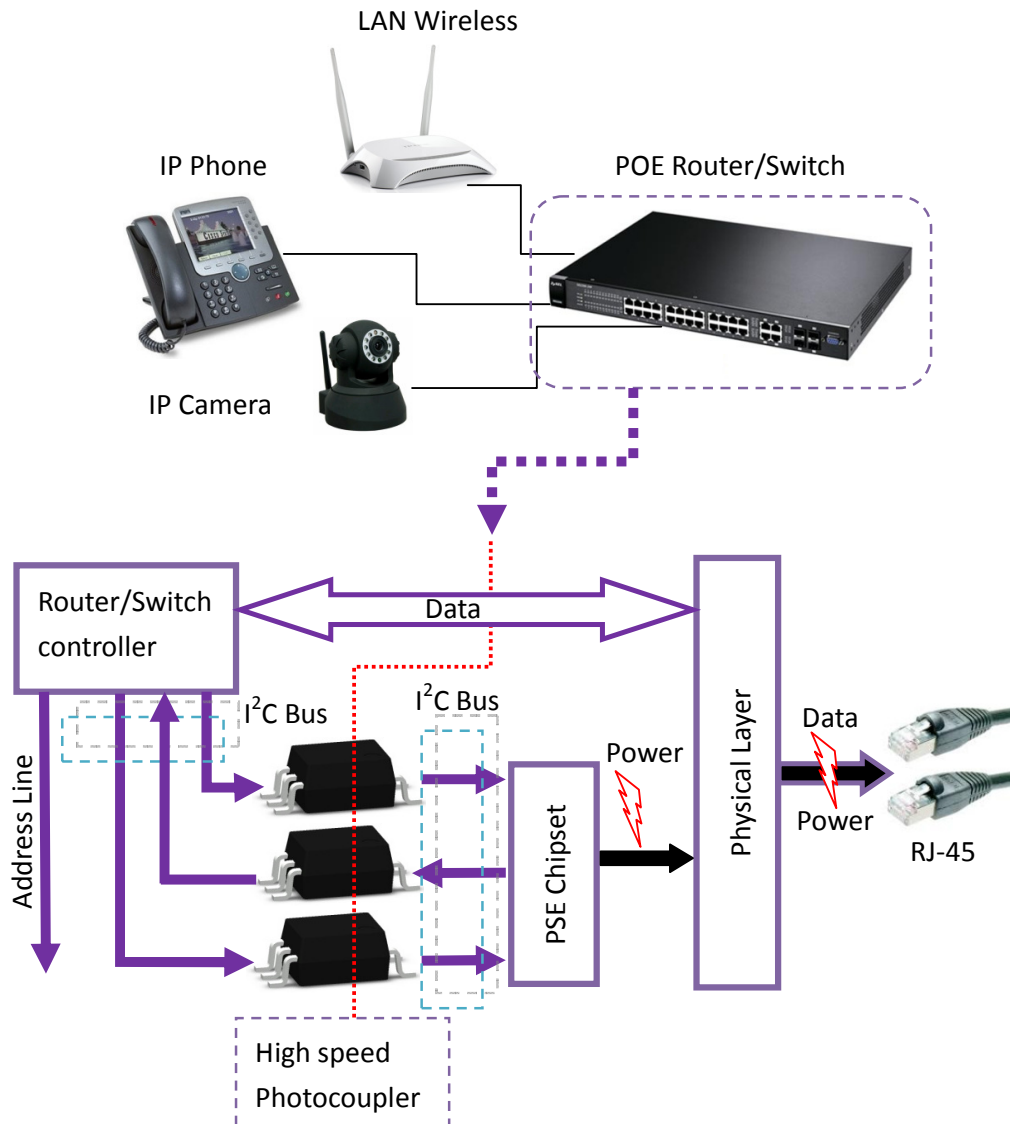 LAN Wireless
IP Phone
POE Router/Switch
IP Camera
Router/Switch
controller
Data
I²C Bus
I²C Bus
Address Line
Power
PSE Chipset
Physical Layer
Data
Power
RJ-45
High speed
Photocoupler